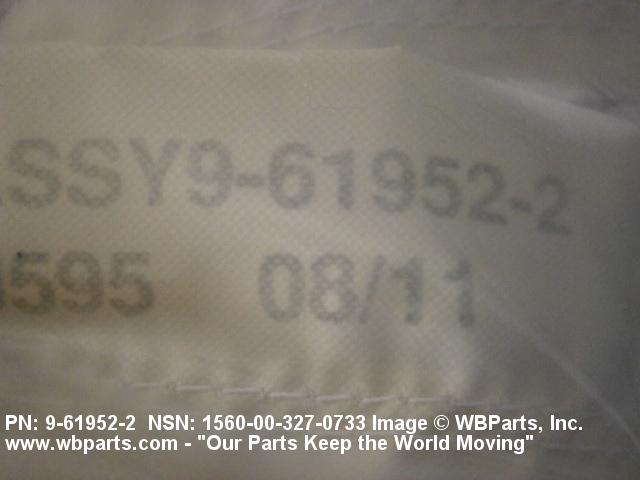 ASSY9-61952-2
595 08/11
PN: 9-61952-2 NSN: 1560-00-327-0733 Image © WBParts, Inc.
www.wbparts.com - "Our Parts Keep the World Moving"